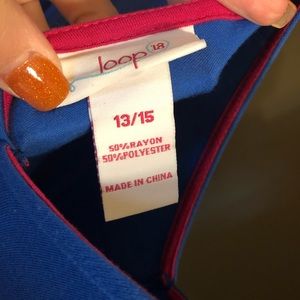 loop 18
13/15
50%RAYON
50%POLYESTER
MADE IN CHINA